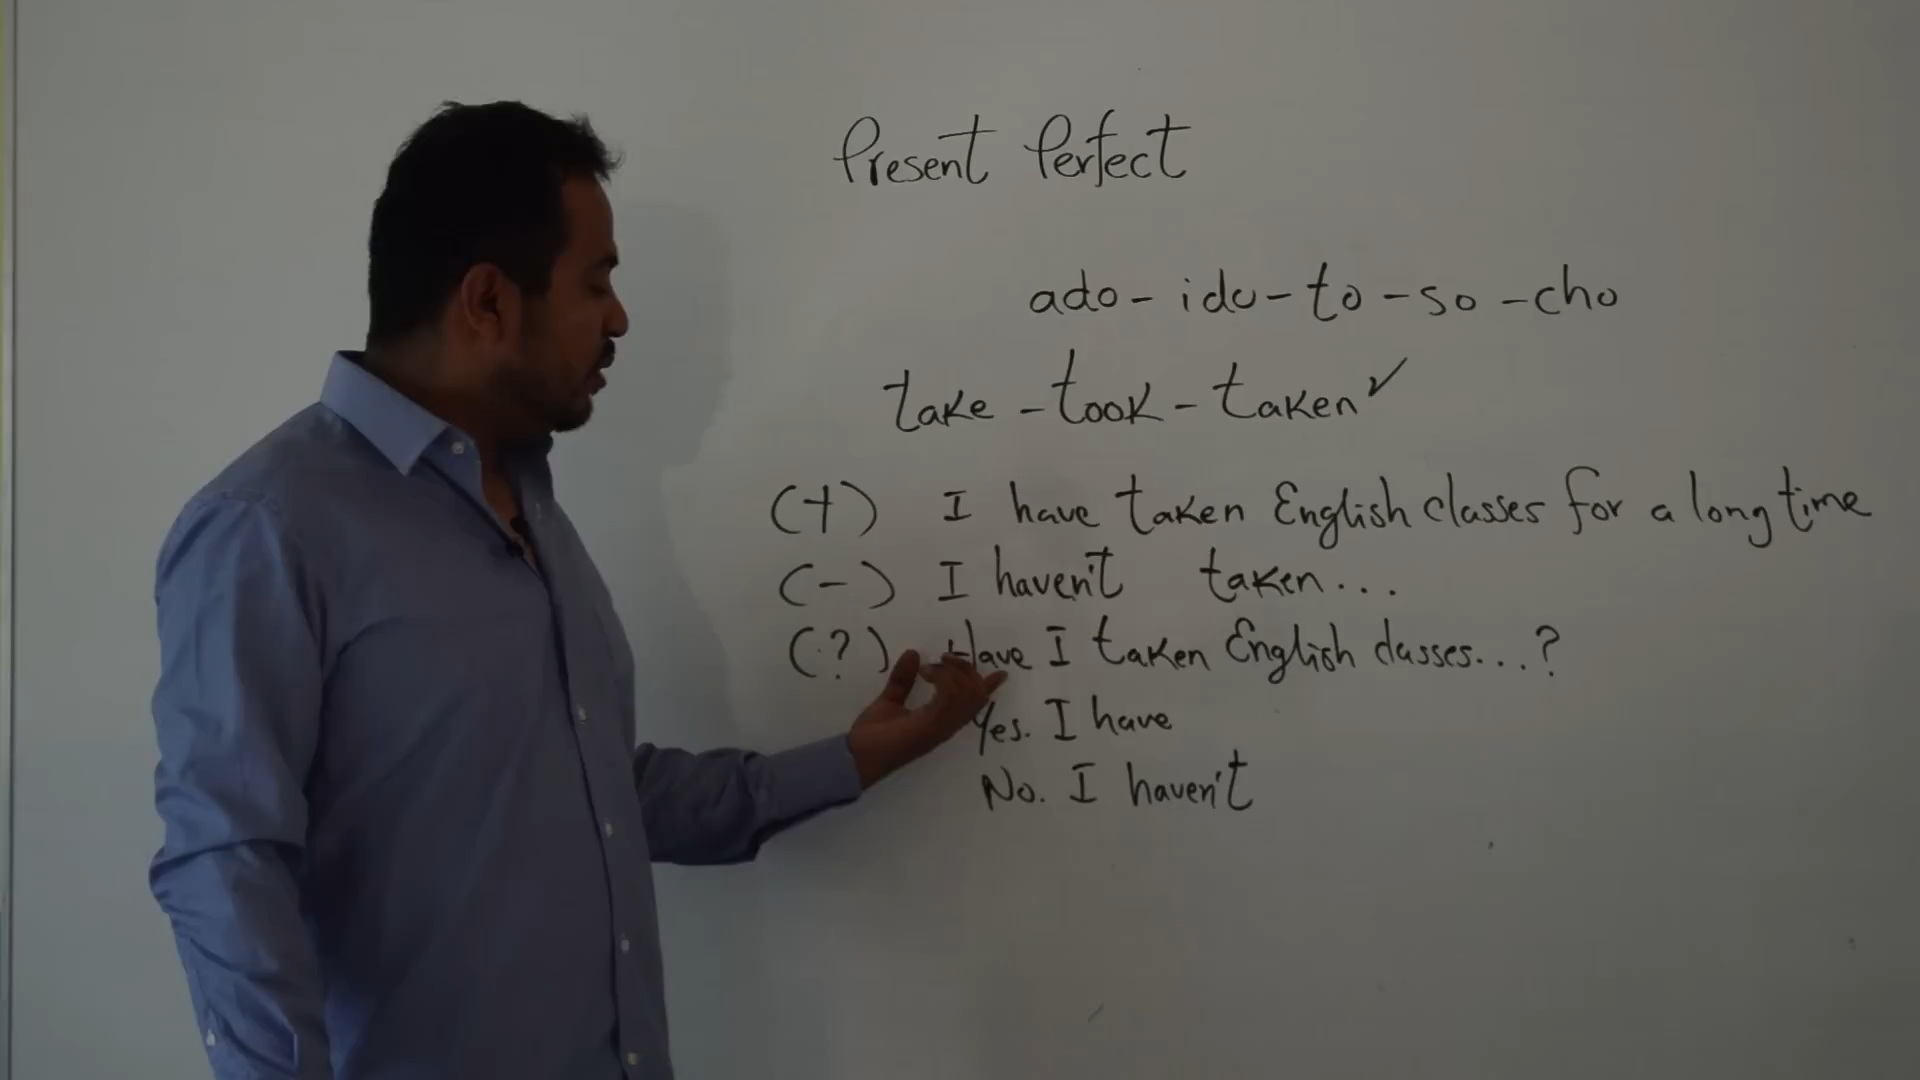 Present Perfect
ado - ido - to - so - cho
take - took - taken ✓
(+) I have taken English classes for a long time
(-) I haven't taken...
(?) Have I taken English classes...?
Yes. I have
No. I haven't